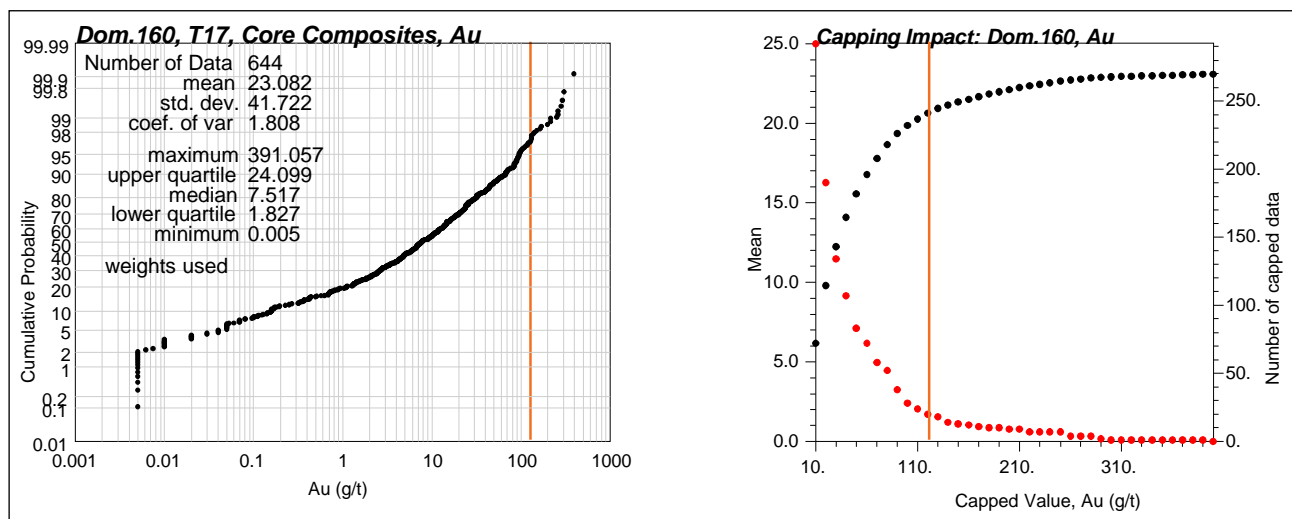 Dom.160, T17, Core Composites, Au
Number of Data 644
mean 23.082
std. dev. 41.722
coef. of var 1.808
maximum 391.057
upper quartile 24.099
median 7.517
lower quartile 1.827
minimum 0.005
weights used
Cumulative Probability
99.99
99.9
99.8
99
98
95
90
80
70
60
50
40
30
20
10
5
2
1
0.2
0.1
0.01
0.001
0.01
0.1
1
10
100
1000
Au (g/t)
Capping Impact: Dom.160, Au
Mean
25.0
20.0
15.0
10.0
5.0
0.0
Number of capped data
250.
200.
150.
100.
50.
0.
10.
110.
210.
310.
Capped Value, Au (g/t)